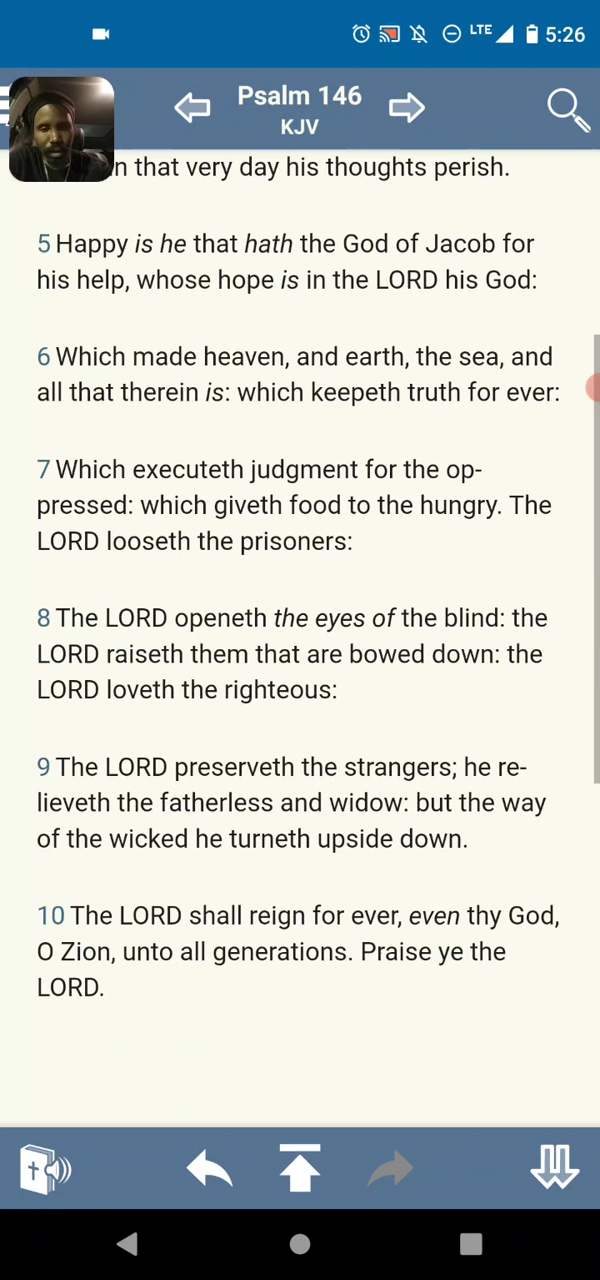 LTE 5:26
Psalm 146
KJV
n that very day his thoughts perish.
5 Happy is he that hath the God of Jacob for
his help, whose hope is in the LORD his God:
6 Which made heaven, and earth, the sea, and
all that therein is: which keepeth truth for ever:
7 Which executeth judgment for the op-
pressed: which giveth food to the hungry. The
LORD looseth the prisoners:
8 The LORD openeth the eyes of the blind: the
LORD raiseth them that are bowed down: the
LORD loveth the righteous:
9 The LORD preserveth the strangers; he re-
lieveth the fatherless and widow: but the way
of the wicked he turneth upside down.
10 The LORD shall reign for ever, even thy God,
O Zion, unto all generations. Praise ye the
LORD.